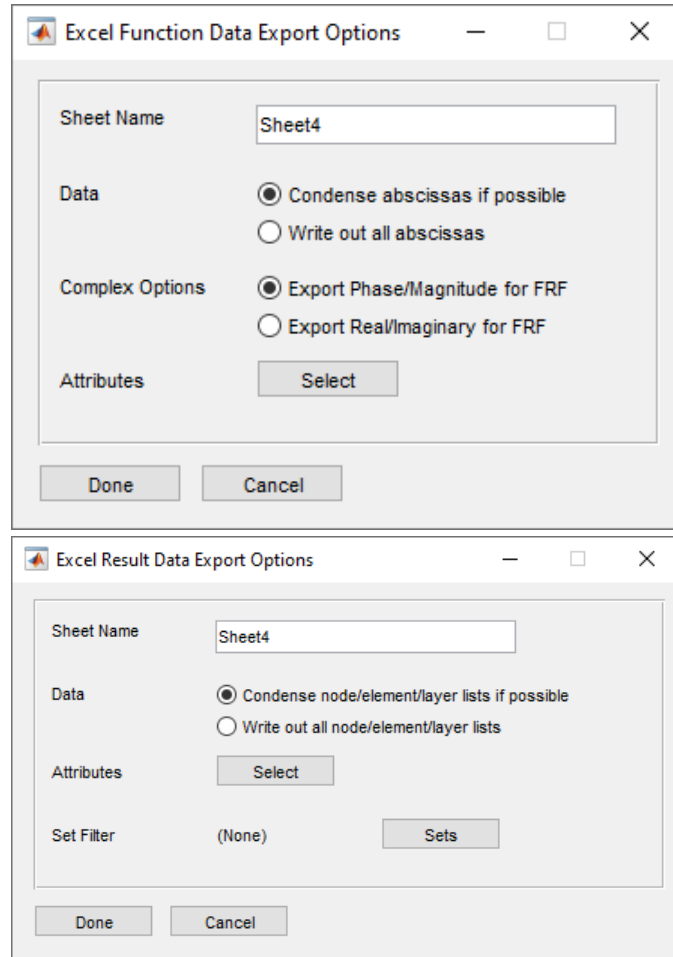 Excel Function Data Export Options
Sheet Name
Sheet4
Data
Condense abscissas if possible
Write out all abscissas
Complex Options
Export Phase/Magnitude for FRF
Export Real/Imaginary for FRF
Attributes
Select
Done
Cancel
Excel Result Data Export Options
Sheet Name
Sheet4
Data
Condense node/element/layer lists if possible
Write out all node/element/layer lists
Attributes
Select
Set Filter
(None)
Sets
Done
Cancel